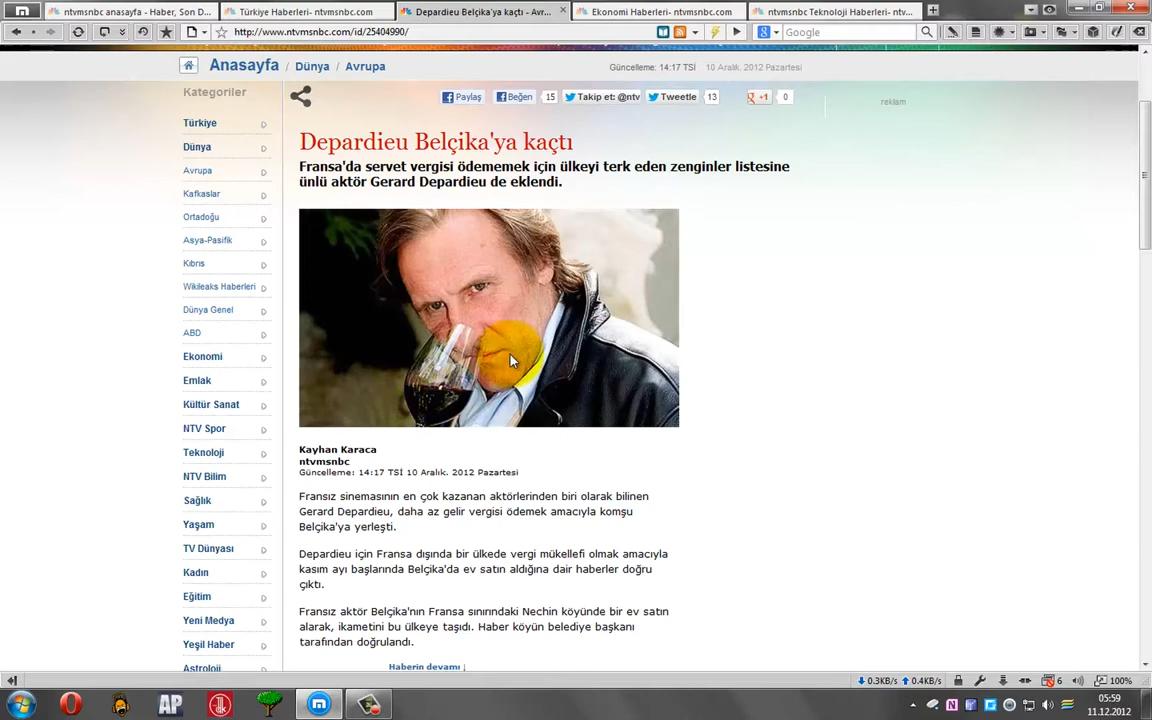 ntvmsnbc anasayfa - Haber, Son D...
Türkiye Haberleri- ntvmsnbc.com
Depardieu Belçika'ya kaçtı - Avr...
Ekonomi Haberleri- ntvmsnbc.com
ntvmsnbc Teknoloji Haberleri- ntv...
http://www.ntvmsnbc.com/id/25404990/
Google
Anasayfa / Dünya / Avrupa
Güncelleme: 14:17 TSİ 10 Aralık. 2012 Pazartesi
Kategoriler
Türkiye
Dünya
Avrupa
Kafkaslar
Ortadoğu
Asya-Pasifik
Kıbrıs
Wikileaks Haberleri
Dünya Genel
ABD
Ekonomi
Emlak
Kültür Sanat
NTV Spor
Teknoloji
NTV Bilim
Sağlık
Yaşam
TV Dünyası
Kadın
Eğitim
Yeni Medya
Yeşil Haber
Astroloji
Paylaş
Beğen 15
Takip et: @ntv
Tweetle 13
+1 0
reklam
Depardieu Belçika'ya kaçtı
Fransa'da servet vergisi ödememek için ülkeyi terk eden zenginler listesine
ünlü aktör Gerard Depardieu de eklendi.
Kayhan Karaca
ntvmsnbc
Güncelleme: 14:17 TSİ 10 Aralık. 2012 Pazartesi
Fransız sinemasının en çok kazanan aktörlerinden biri olarak bilinen
Gerard Depardieu, daha az gelir vergisi ödemek amacıyla komşu
Belçika'ya yerleşti.
Depardieu için Fransa dışında bir ülkede vergi mükellefi olmak amacıyla
kasım ayı başlarında Belçika'da ev satın aldığına dair haberler doğru
çıktı.
Fransız aktör Belçika'nın Fransa sınırındaki Nechin köyünde bir ev satın
alarak, ikametini bu ülkeye taşıdı. Haber köyün belediye başkanı
tarafından doğrulandı.
Haberin devamı ↓
0.3KB/s 0.4KB/s
6
100%
AP
05:59
11.12.2012